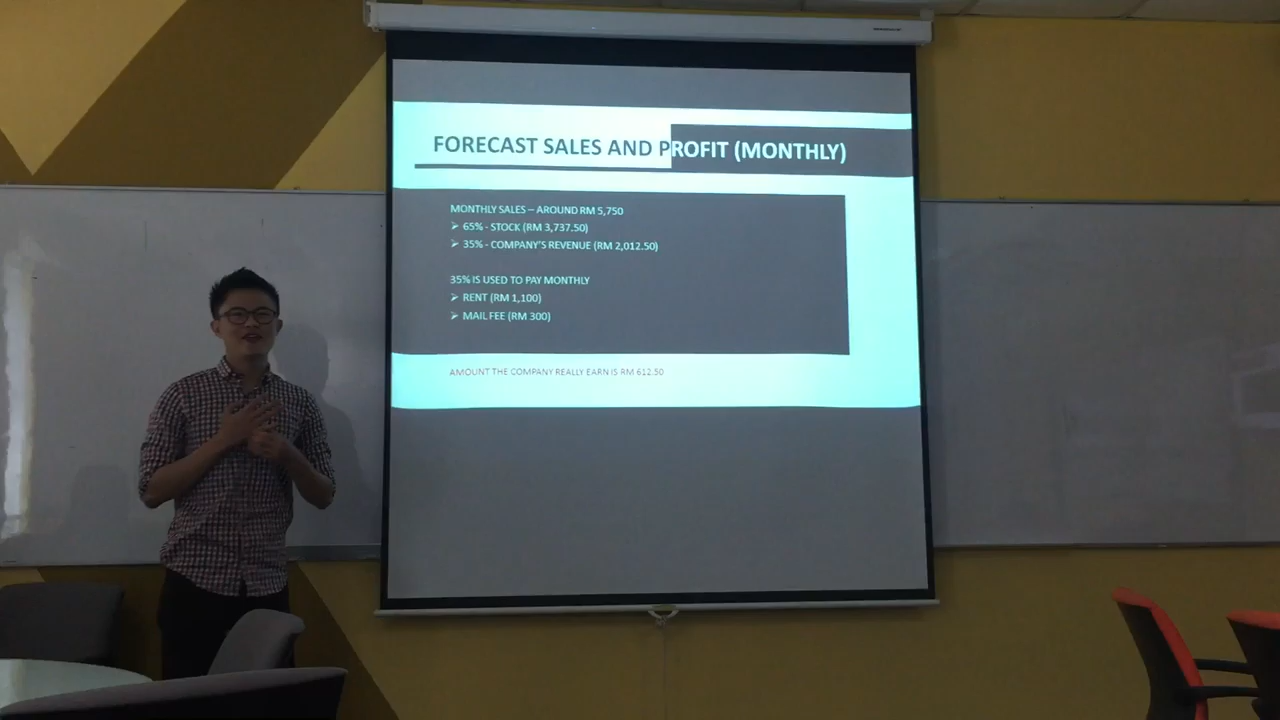 FORECAST SALES AND PROFIT (MONTHLY)
MONTHLY SALES – AROUND RM 5,750
➢ 65% - STOCK (RM 3,737.50)
➢ 35% - COMPANY'S REVENUE (RM 2,012.50)
35% IS USED TO PAY MONTHLY
➢ RENT (RM 1,100)
➢ MAIL FEE (RM 300)
AMOUNT THE COMPANY REALLY EARN IS RM 612.50